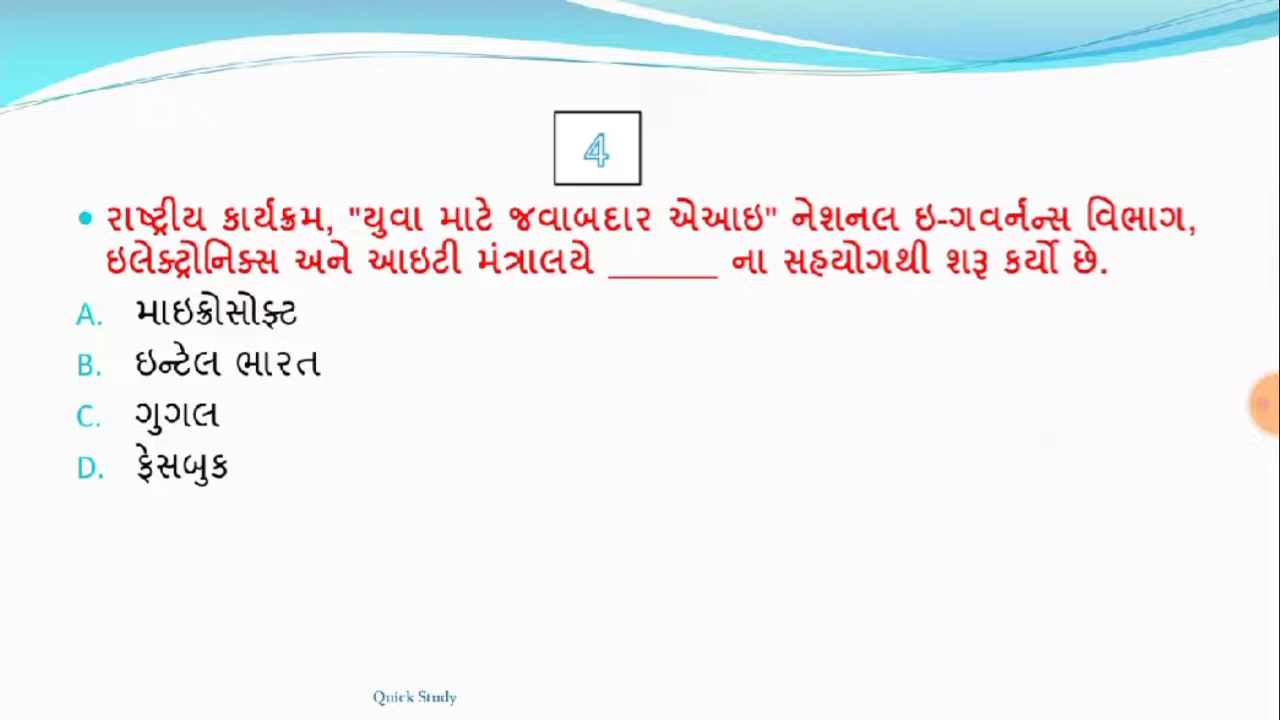 4
• રાષ્ટ્રીય કાર્યક્રમ, "યુવા માટે જવાબદાર એઆઇ" નેશનલ ઇ-ગવર્નન્સ વિભાગ,
ઇલેક્ટ્રોનિક્સ અને આઇટી મંત્રાલયે ______ ના સહયોગથી શરૂ કર્યો છે.
A. માઇક્રોસોફ્ટ
B. ઇન્ટેલ ભારત
C. ગુગલ
D. ફેસબુક
Quick Study